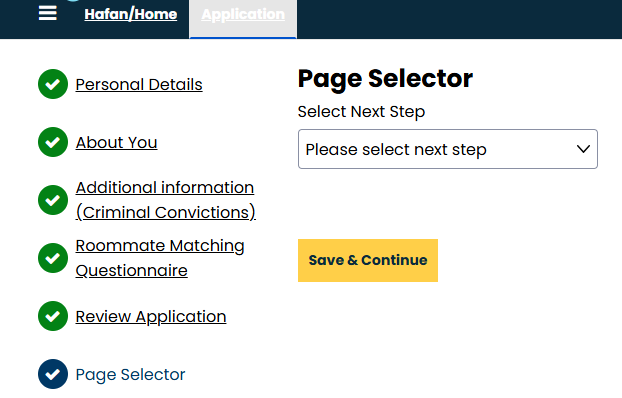 Hafan/Home
Application
Personal Details
About You
Additional information
(Criminal Convictions)
Roommate Matching
Questionnaire
Review Application
Page Selector
Page Selector
Select Next Step
Please select next step
Save & Continue